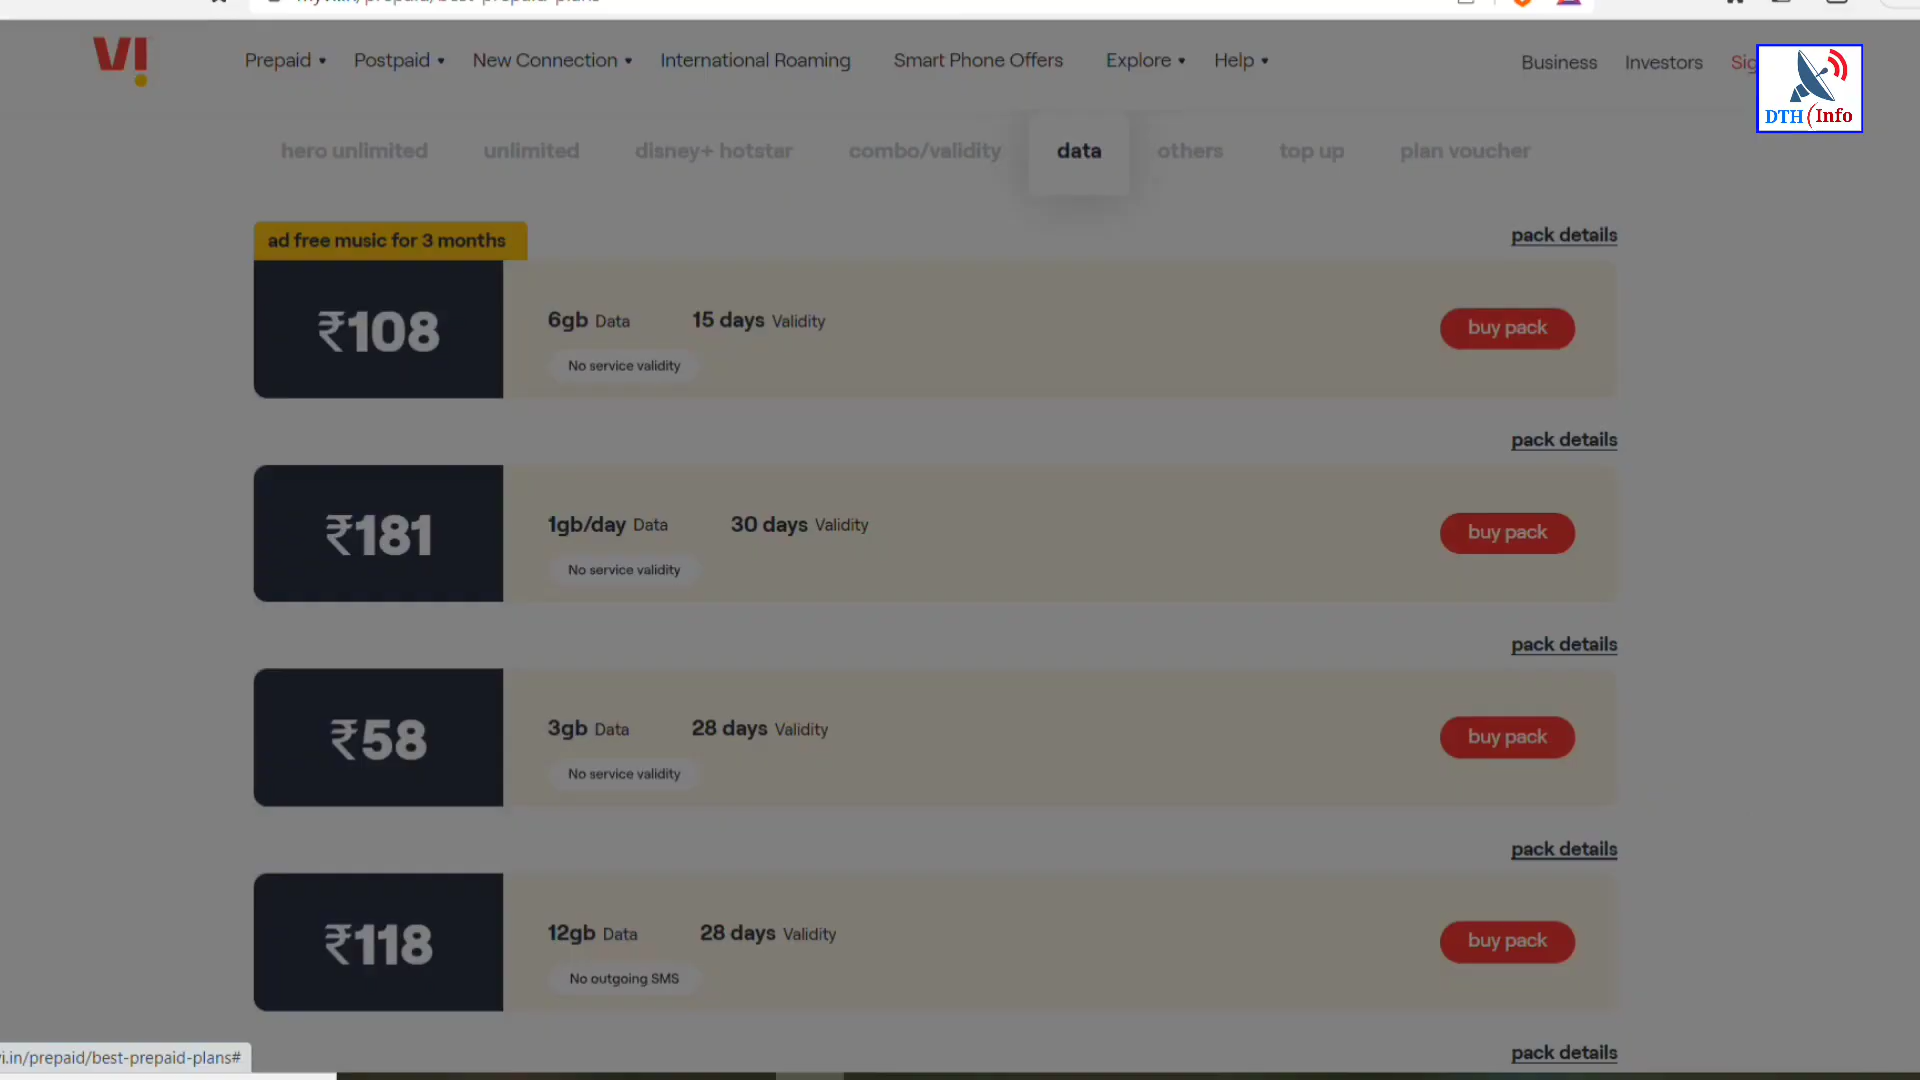 VI
Prepaid Postpaid New Connection International Roaming Smart Phone Offers Explore Help Business Investors
DTH Info
hero unlimited unlimited disney+ hotstar combo/validity data others top up plan voucher
ad free music for 3 months pack details
₹108 6gb Data 15 days Validity buy pack
No service validity
pack details
₹181 1gb/day Data 30 days Validity buy pack
No service validity
pack details
₹58 3gb Data 28 days Validity buy pack
No service validity
pack details
₹118 12gb Data 28 days Validity buy pack
No outgoing SMS
pack details
vi.in/prepaid/best-prepaid-plans#